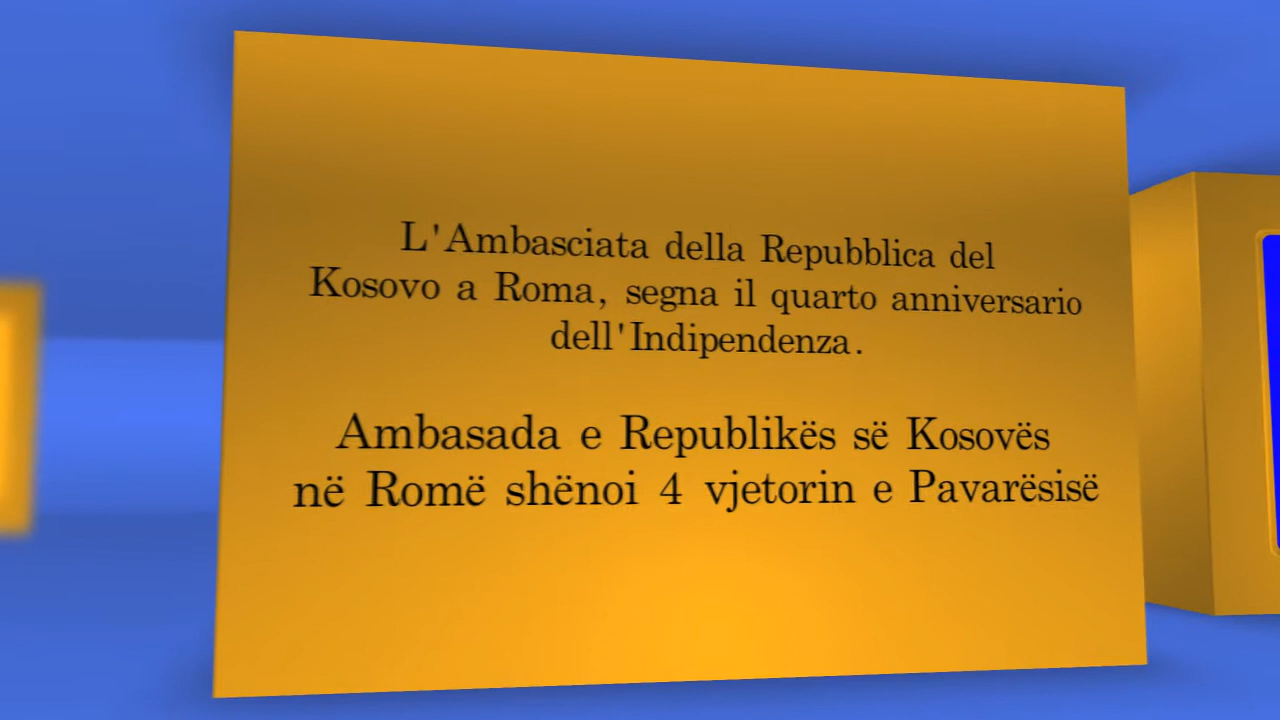 L'Ambasciata della Repubblica del
Kosovo a Roma, segna il quarto anniversario
dell'Indipendenza.
Ambasada e Republikës së Kosovës
në Romë shënoi 4 vjetorin e Pavarësisë